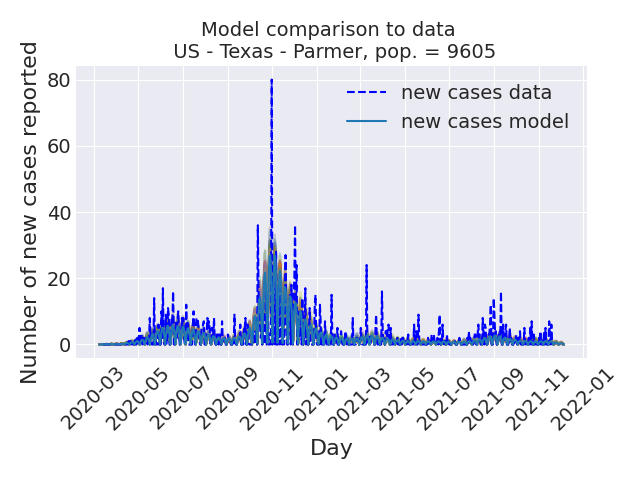 Model comparison to data
US - Texas - Parmer, pop. = 9605
Number of new cases reported
80
60
40
20
0
new cases data
new cases model
2020-03
2020-05
2020-07
2020-09
2020-11
2021-01
2021-03
2021-05
2021-07
2021-09
2021-11
2022-01
Day